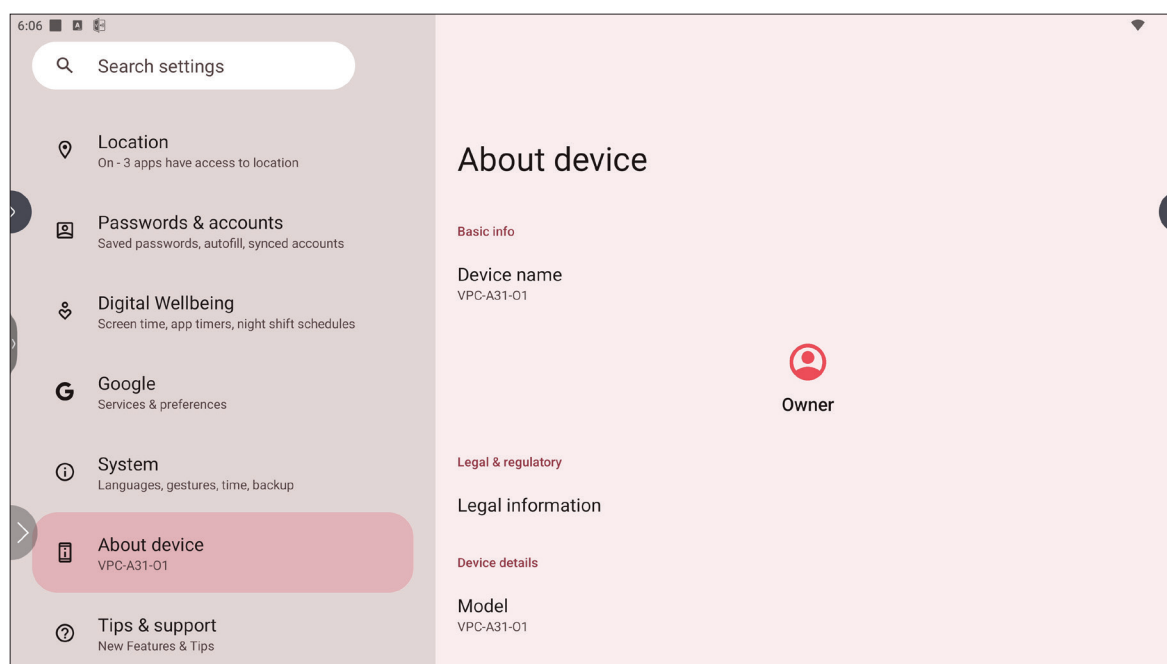 6:06
Search settings
Location
On - 3 apps have access to location
Passwords & accounts
Saved passwords, autofill, synced accounts
Digital Wellbeing
Screen time, app timers, night shift schedules
Google
Services & preferences
System
Languages, gestures, time, backup
About device
VPC-A31-O1
Tips & support
New Features & Tips
About device
Basic info
Device name
VPC-A31-O1
Owner
Legal & regulatory
Legal information
Device details
Model
VPC-A31-O1